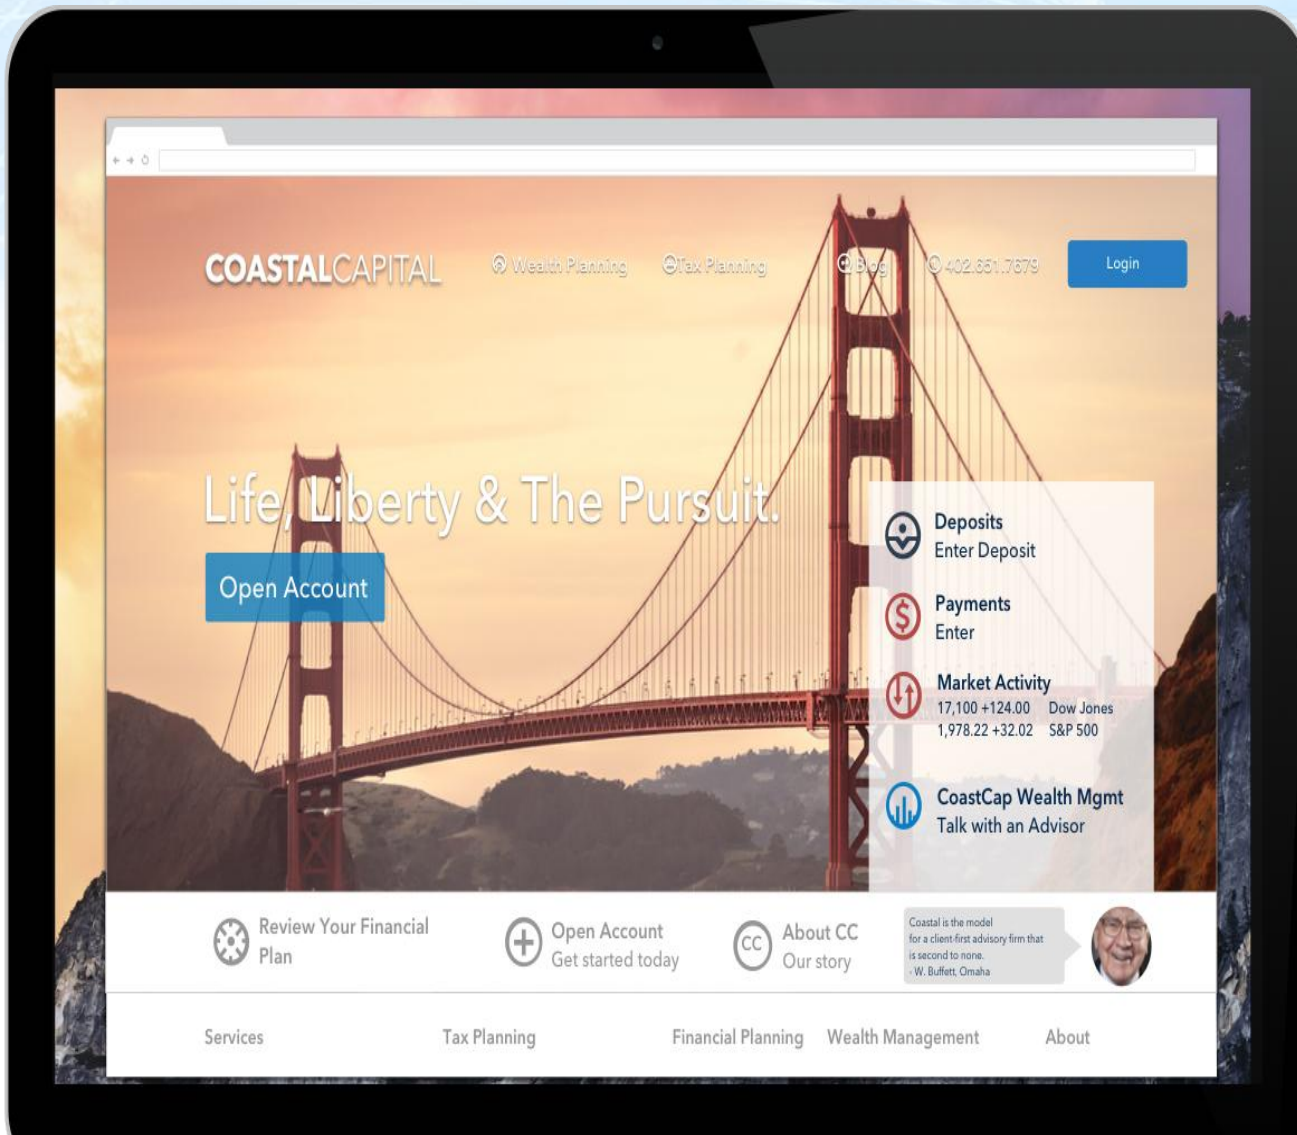 COASTALCAPITAL
Wealth Planning
Tax Planning
Blog
402.651.7679
Login
Life, Liberty & The Pursuit.
Open Account
Deposits
Enter Deposit
$
Payments
Enter
Market Activity
17,100 +124.00 Dow Jones
1,978.22 +32.02 S&P 500
CoastCap Wealth Mgmt
Talk with an Advisor
Review Your Financial
Plan
Open Account
Get started today
CC
About CC
Our story
Coastal is the model
for a client-first advisory firm that
is second to none.
- W. Buffett, Omaha
Services
Tax Planning
Financial Planning
Wealth Management
About